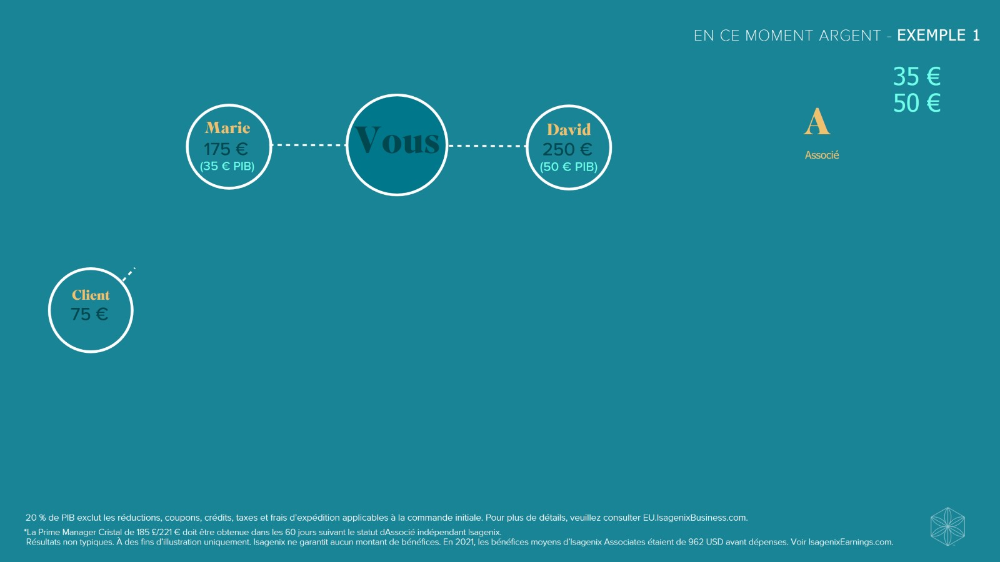 EN CE MOMENT ARGENT - EXEMPLE 1
35 €
50 €
A
Associé
Marie
175 €
(35 € PIB)
Vous
David
250 €
(50 € PIB)
Client
75 €
20 % de PIB exclut les réductions, coupons, crédits, taxes et frais d'expédition applicables à la commande initiale. Pour plus de détails, veuillez consulter EU.IsagenixBusiness.com.
*La Prime Manager Cristal de 185 £/221 € doit être obtenue dans les 60 jours suivant le statut dAssocié indépendant Isagenix.
Résultats non typiques. À des fins d'illustration uniquement. Isagenix ne garantit aucun montant de bénéfices. En 2021, les bénéfices moyens d'Isagenix Associates étaient de 962 USD avant dépenses. Voir IsagenixEarnings.com.